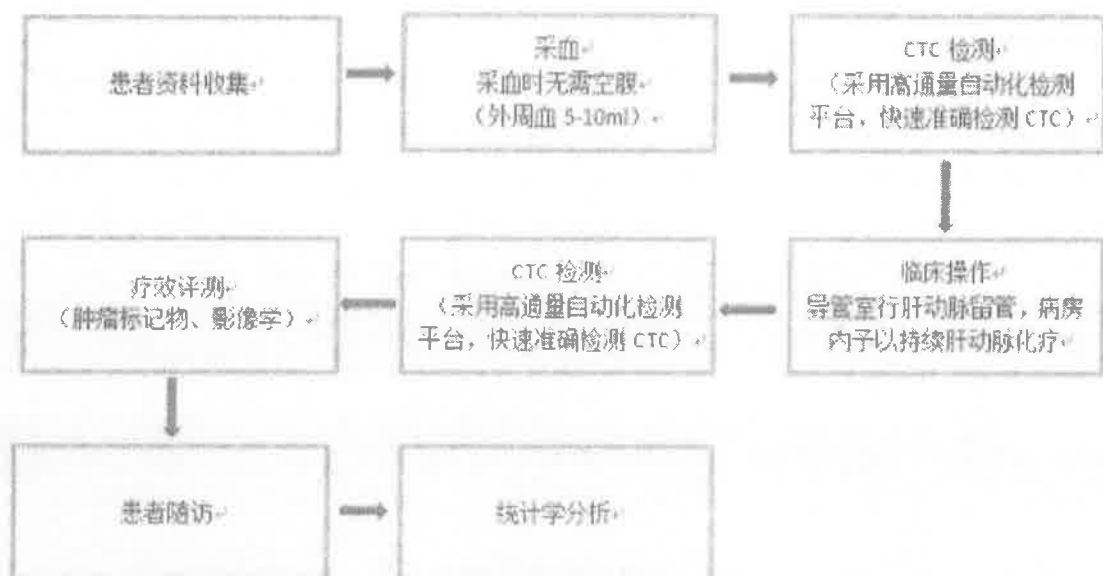 患者资料收集
采血
采血时无需空腹
（外周血 5-10ml）
CTC 检测
（采用高通量自动化检测
平台，快速准确检测 CTC）
临床操作
导管室行肝动脉留管，病房
内予以持续肝动脉化疗
CTC 检测
（采用高通量自动化检测
平台，快速准确检测 CTC）
疗效评测
（肿瘤标记物、影像学）
患者随访
统计学分析